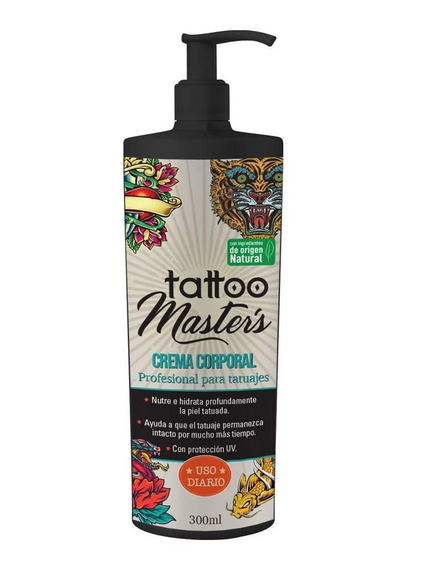 con ingredientes
de origen
Natural
tattoo
Master's
CREMA CORPORAL
Profesional para tatuajes
★ Nutre e hidrata profundamente
la piel tatuada.
★ Ayuda a que el tatuaje permanezca
intacto por mucho más tiempo.
★ Con protección UV.
★ USO ★
DIARIO
300ml